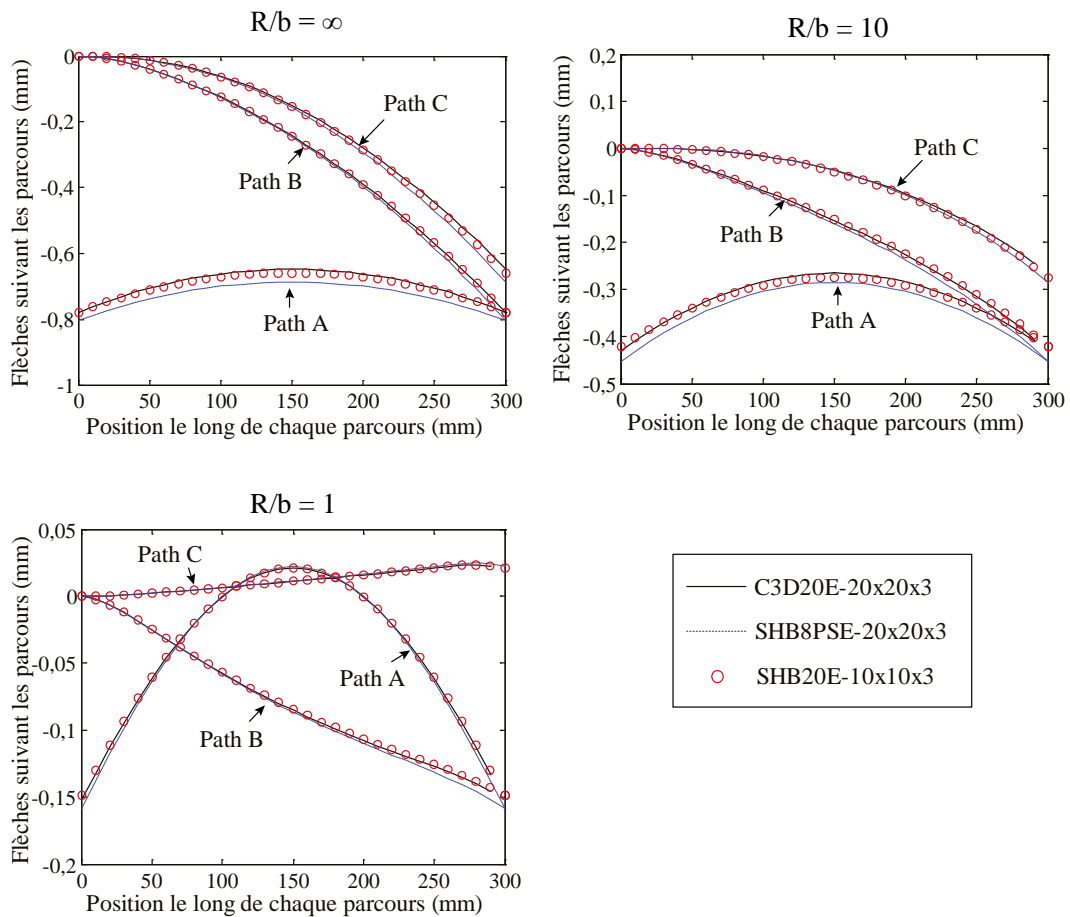 R/b = ∞
0
-0,2
-0,4
-0,6
-0,8
-1
Flèches suivant les parcours (mm)
Path C
Path B
Path A
0 50 100 150 200 250 300
Position le long de chaque parcours (mm)
R/b = 10
0,2
0,1
0
-0,1
-0,2
-0,3
-0,4
-0,5
Flèches suivant les parcours (mm)
Path C
Path B
Path A
0 50 100 150 200 250 300
Position le long de chaque parcours (mm)
R/b = 1
0,05
0
-0,05
-0,1
-0,15
-0,2
Flèches suivant les parcours (mm)
Path C
Path A
Path B
0 50 100 150 200 250 300
Position le long de chaque parcours (mm)
C3D20E-20x20x3
SHB8PSE-20x20x3
SHB20E-10x10x3